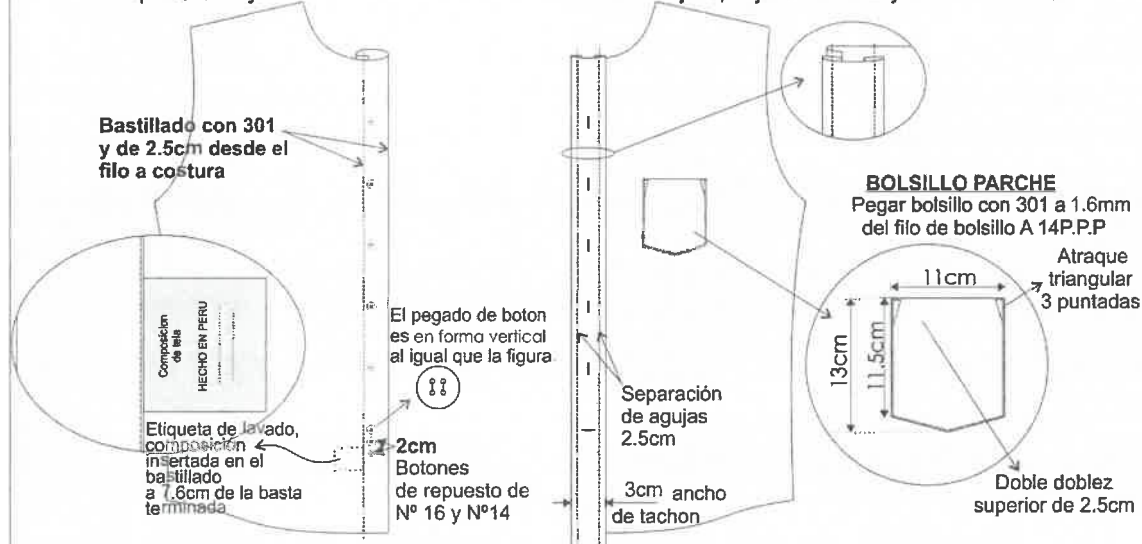 Bastillado con 301
y de 2.5cm desde el
filo a costura
BOLSILLO PARCHE
Pegar bolsillo con 301 a 1.6mm
del filo de bolsillo A 14P.P.P
Atraque
triangular
3 puntadas
11cm
13cm
11.5cm
Doble doblez
superior de 2.5cm
Composicion
de tela
HECHO EN PERU
El pegado de boton
es en forma vertical
al igual que la figura
Etiqueta de lavado,
composición
insertada en el
bastillado
a 7.6cm de la basta
terminada
2cm
Botones
de repuesto de
Nº 16 y Nº14
Separación
de agujas
2.5cm
3cm ancho
de tachon